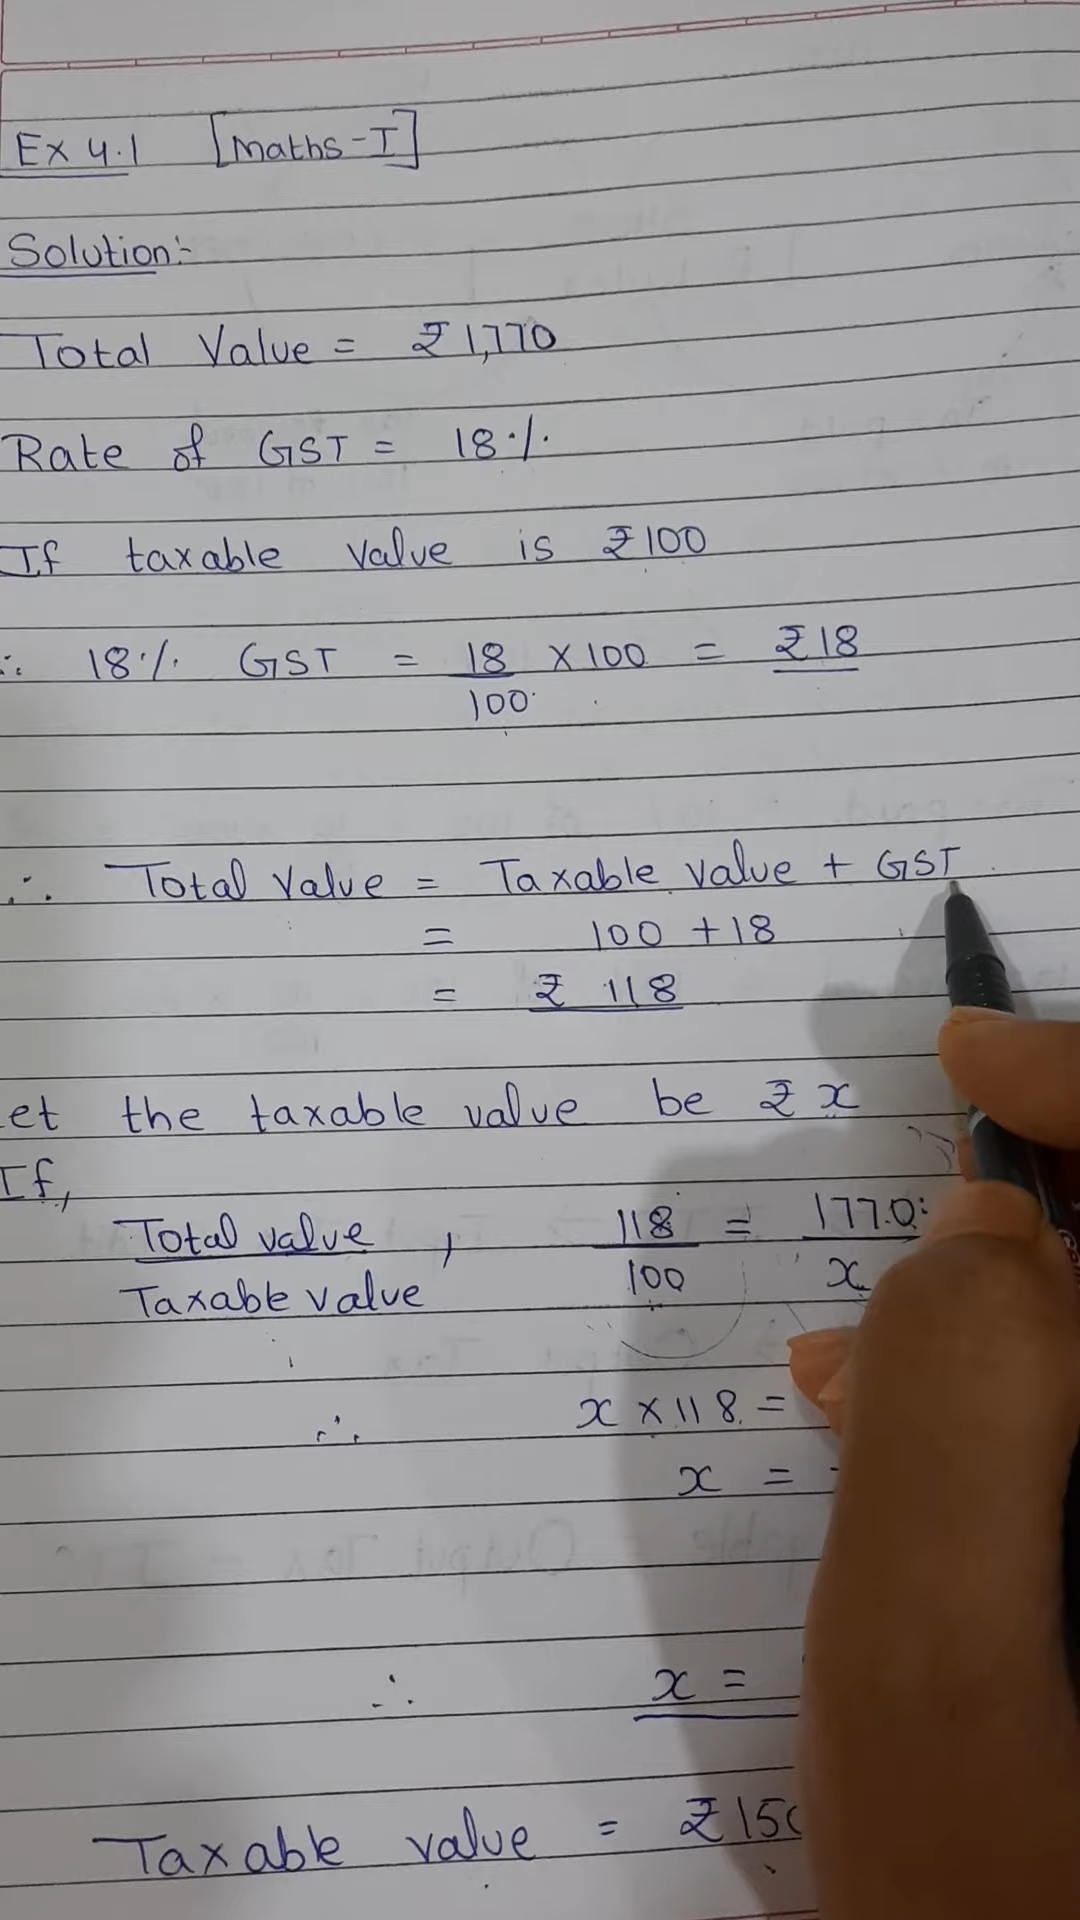 Ex 4.1 [Maths-I]
Solution:-
Total Value = ₹1,770
Rate of GST = 18%
If taxable value is ₹100
∴ 18% GST = 18/100 × 100 = ₹18
∴ Total Value = Taxable value + GST
= 100 + 18
= ₹ 118
et the taxable value be ₹ x
If,
Total value / Taxable value , 118/100 = 1770/x
∴ x × 118 =
x =
∴ x =
Taxable value = ₹15